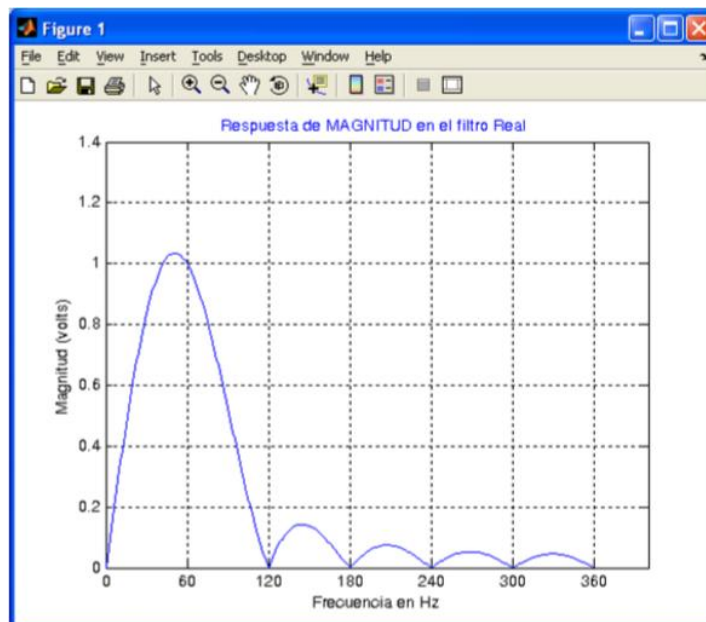 Figure 1
File Edit View Insert Tools Desktop Window Help
Respuesta de MAGNITUD en el filtro Real
1.4
1.2
1
0.8
0.6
0.4
0.2
0
Magnitud (volts)
0 60 120 180 240 300 360
Frecuencia en Hz